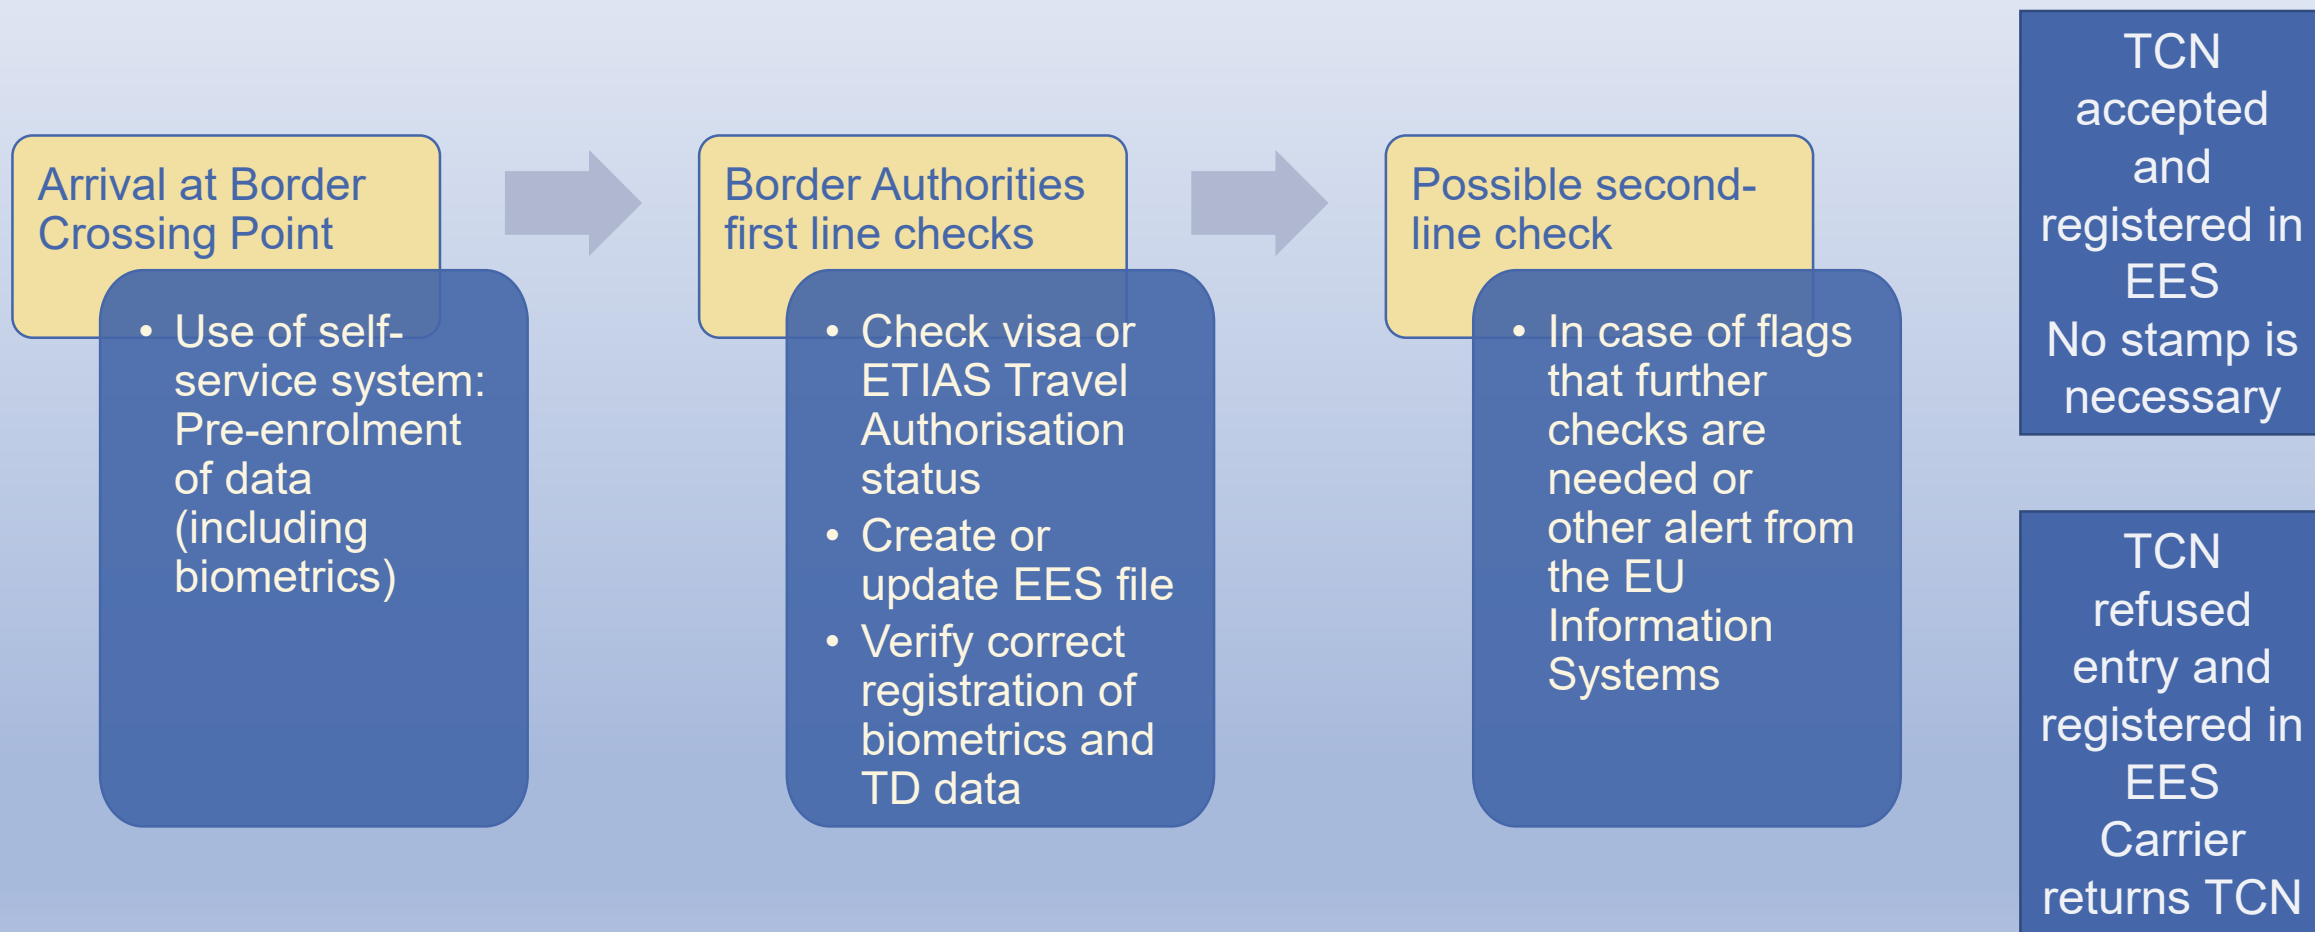 Arrival at Border
Crossing Point
• Use of self-
service system:
Pre-enrolment
of data
(including
biometrics)
Border Authorities
first line checks
• Check visa or
ETIAS Travel
Authorisation
status
• Create or
update EES file
• Verify correct
registration of
biometrics and
TD data
Possible second-
line check
• In case of flags
that further
checks are
needed or
other alert from
the EU
Information
Systems
TCN
accepted
and
registered in
EES
No stamp is
necessary
TCN
refused
entry and
registered in
EES
Carrier
returns TCN